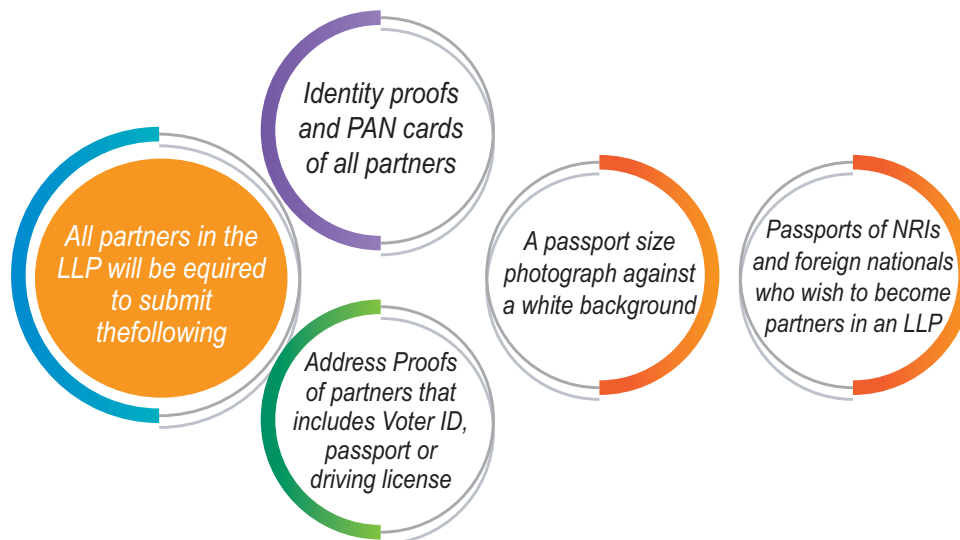 All partners in the
LLP will be equired
to submit
thefollowing
Identity proofs
and PAN cards
of all partners
Address Proofs
of partners that
includes Voter ID,
passport or
driving license
A passport size
photograph against
a white background
Passports of NRIs
and foreign nationals
who wish to become
partners in an LLP